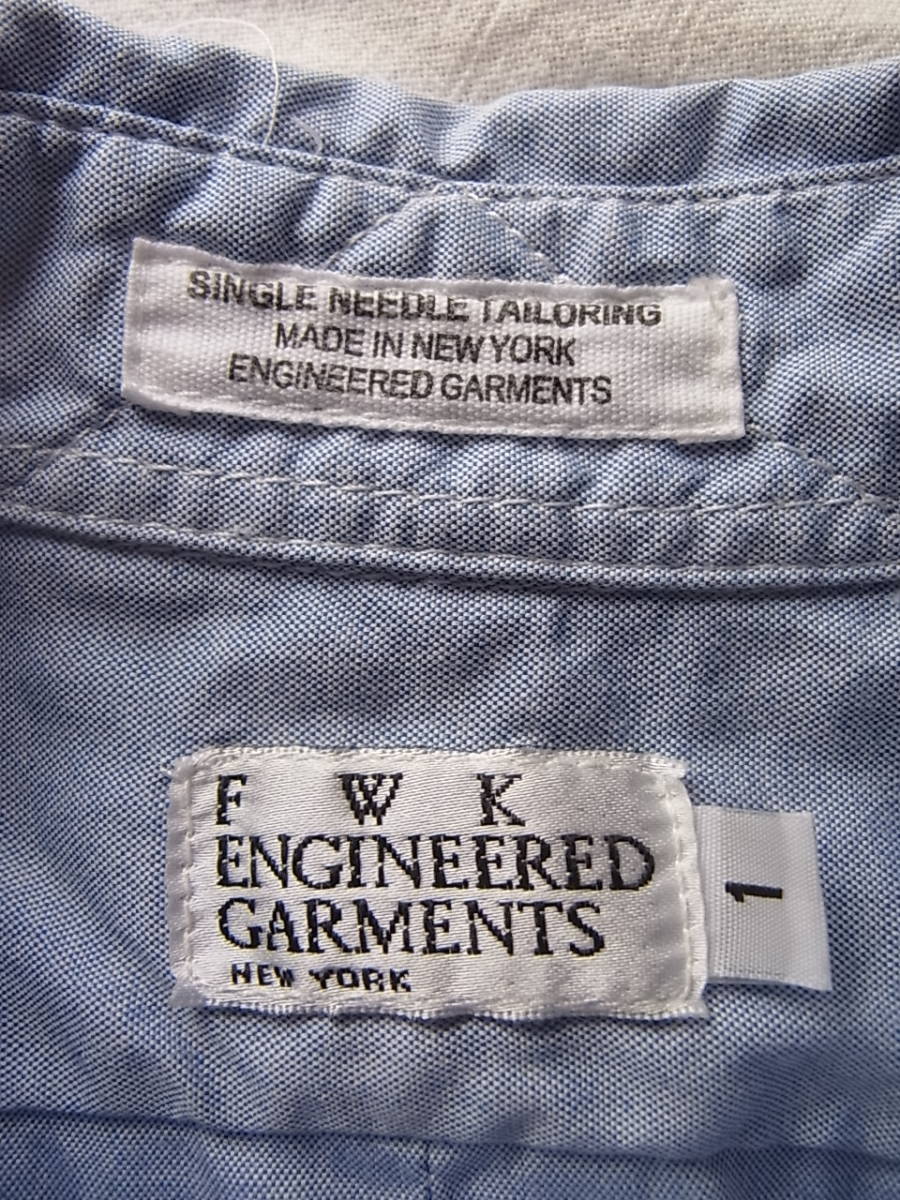 SINGLE NEEDLE TAILORING
MADE IN NEW YORK
ENGINEERED GARMENTS
F W K
ENGINEERED
GARMENTS
NEW YORK
1